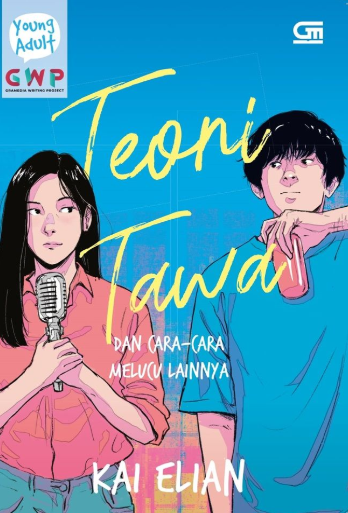 Young
Adult
GWP
GRAMEDIA WRITING PROJECT
GM
Teori
Tawa
DAN CARA-CARA
MELUCU LAINNYA
KAI ELIAN